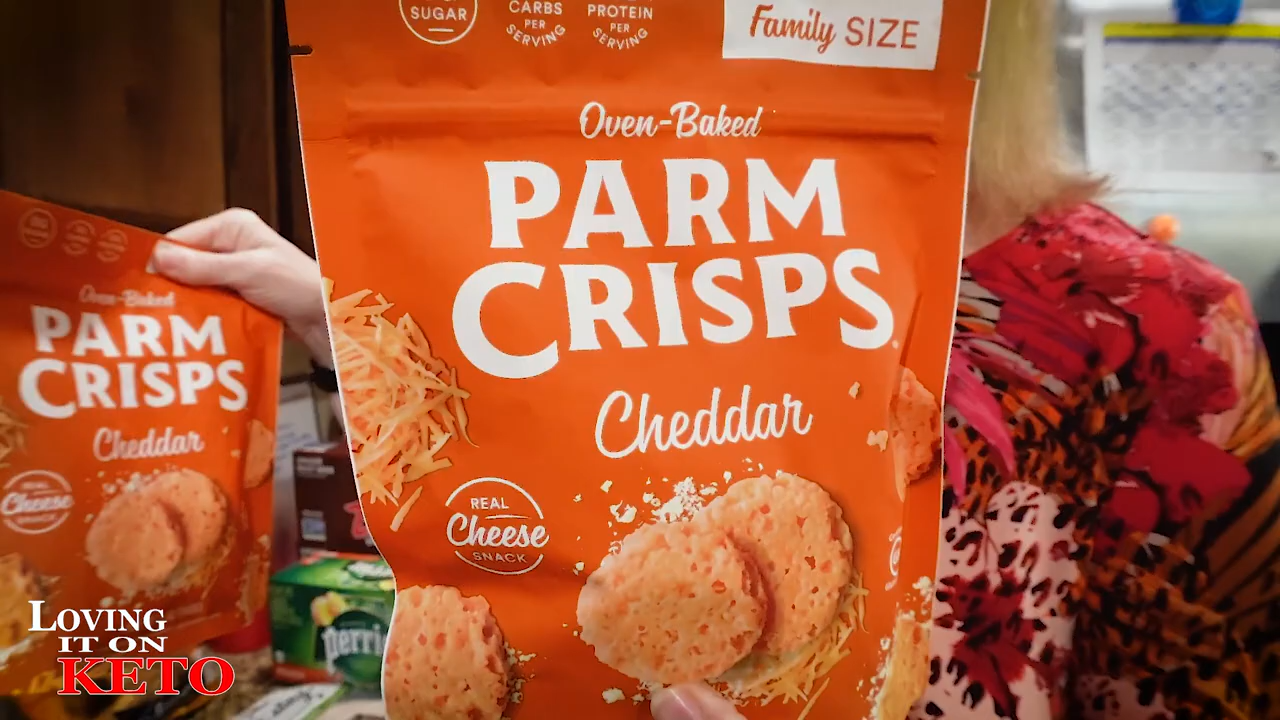 SUGAR
CARBS
PER
SERVING
PROTEIN
PER
SERVING
Family SIZE
Oven-Baked
PARM
CRISPS
Cheddar
REAL
Cheese
SNACK
Oven-Baked
PARM
CRISPS
Cheddar
REAL
Cheese
LOVING
IT ON
KETO